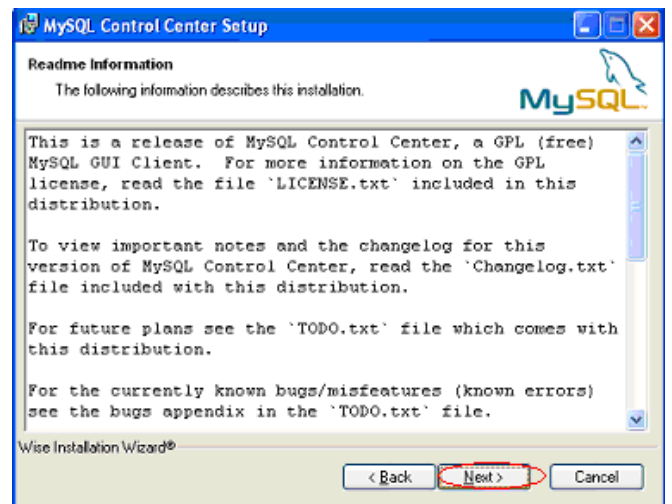 MySQL Control Center Setup
Readme Information
The following information describes this installation.
MySQL
This is a release of MySQL Control Center, a GPL (free)
MySQL GUI Client.  For more information on the GPL
license, read the file `LICENSE.txt` included in this
distribution.
To view important notes and the changelog for this
version of MySQL Control Center, read the `Changelog.txt`
file included with this distribution.
For future plans see the `TODO.txt` file which comes with
this distribution.
For the currently known bugs/misfeatures (known errors)
see the bugs appendix in the `TODO.txt` file.
Wise Installation Wizard®
< Back Next > Cancel